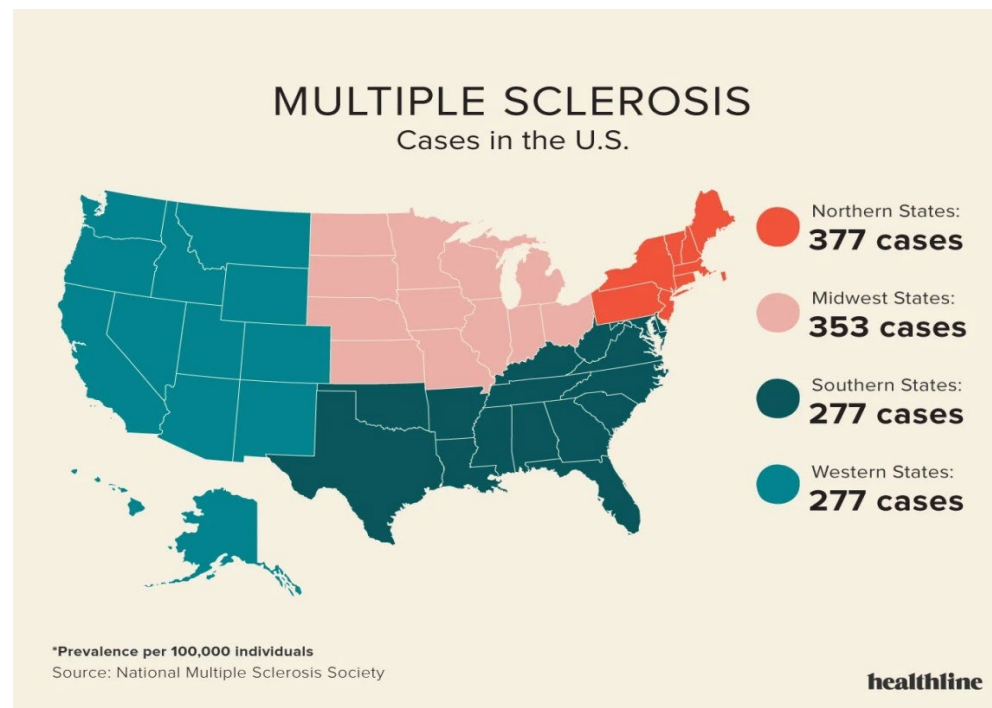 MULTIPLE SCLEROSIS
Cases in the U.S.
Northern States:
377 cases
Midwest States:
353 cases
Southern States:
277 cases
Western States:
277 cases
*Prevalence per 100,000 individuals
Source: National Multiple Sclerosis Society
healthline